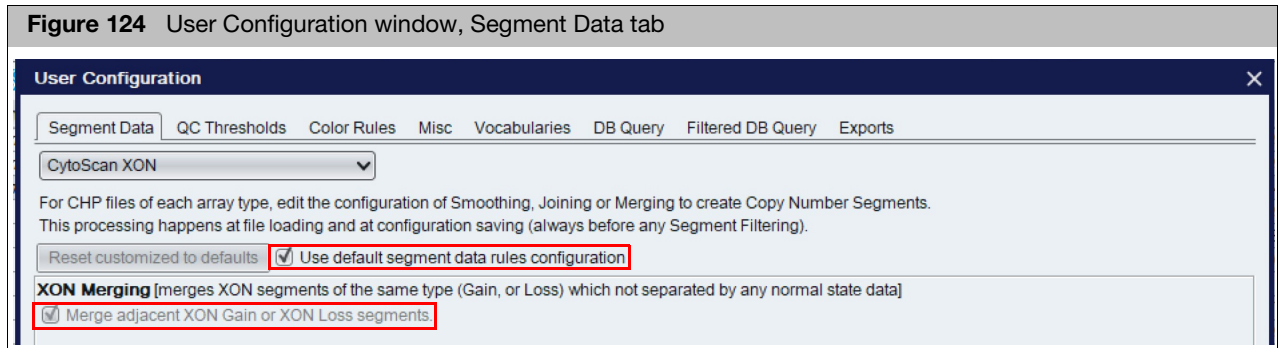 Figure 124 User Configuration window, Segment Data tab
User Configuration
Segment Data QC Thresholds Color Rules Misc Vocabularies DB Query Filtered DB Query Exports
CytoScan XON
For CHP files of each array type, edit the configuration of Smoothing, Joining or Merging to create Copy Number Segments.
This processing happens at file loading and at configuration saving (always before any Segment Filtering).
Reset customized to defaults Use default segment data rules configuration
XON Merging [merges XON segments of the same type (Gain, or Loss) which not separated by any normal state data]
Merge adjacent XON Gain or XON Loss segments.